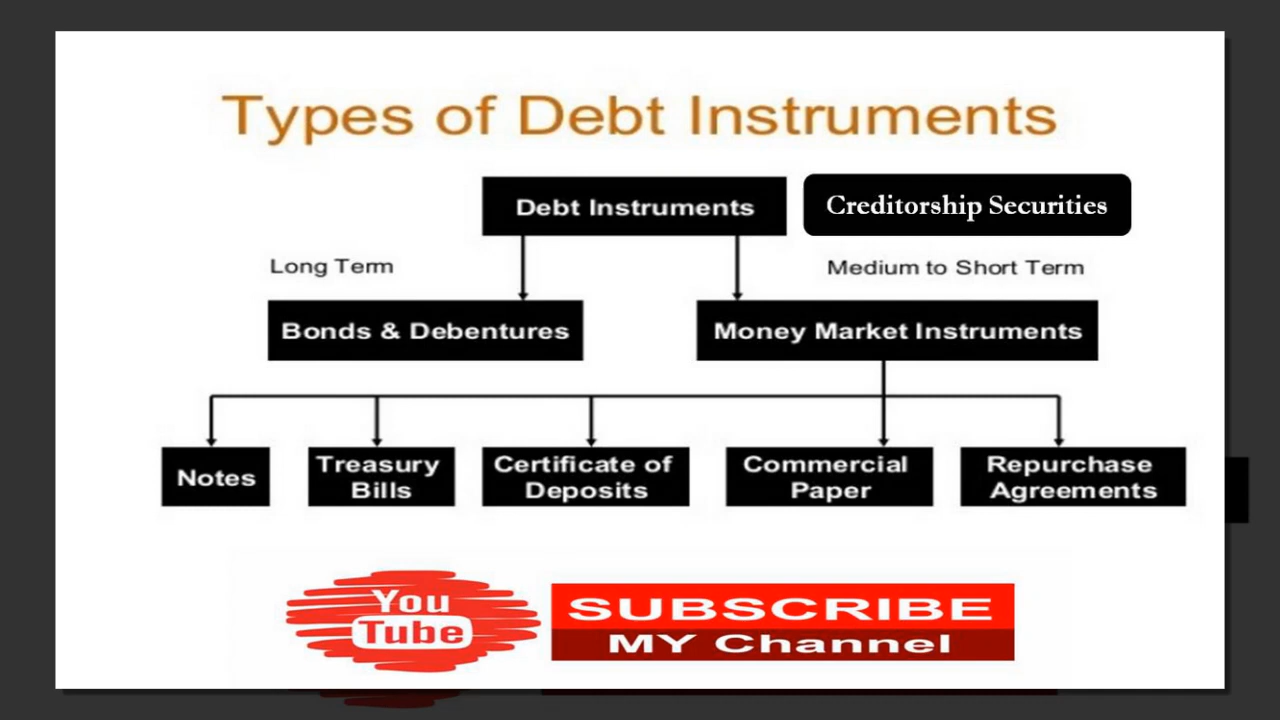 Types of Debt Instruments
Debt Instruments
Creditorship Securities
Long Term
Medium to Short Term
Bonds & Debentures
Money Market Instruments
Notes
Treasury
Bills
Certificate of
Deposits
Commercial
Paper
Repurchase
Agreements
You
Tube
SUBSCRIBE
MY Channel